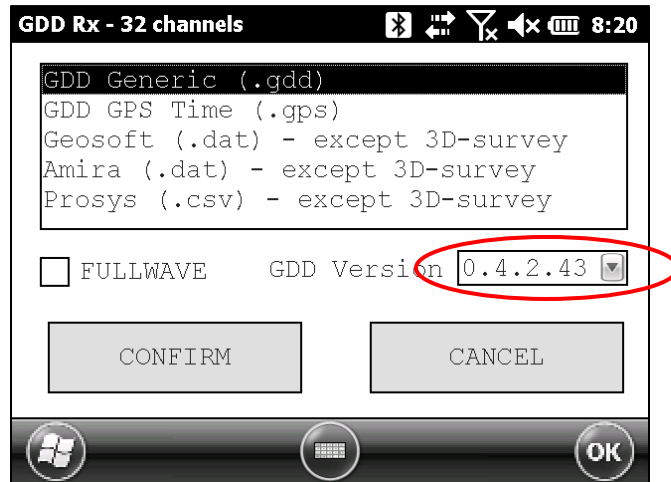 GDD Rx - 32 channels 8:20
GDD Generic (.gdd)
GDD GPS Time (.gps)
Geosoft (.dat) - except 3D-survey
Amira (.dat) - except 3D-survey
Prosys (.csv) - except 3D-survey
FULLWAVE GDD Version 0.4.2.43
CONFIRM CANCEL
OK